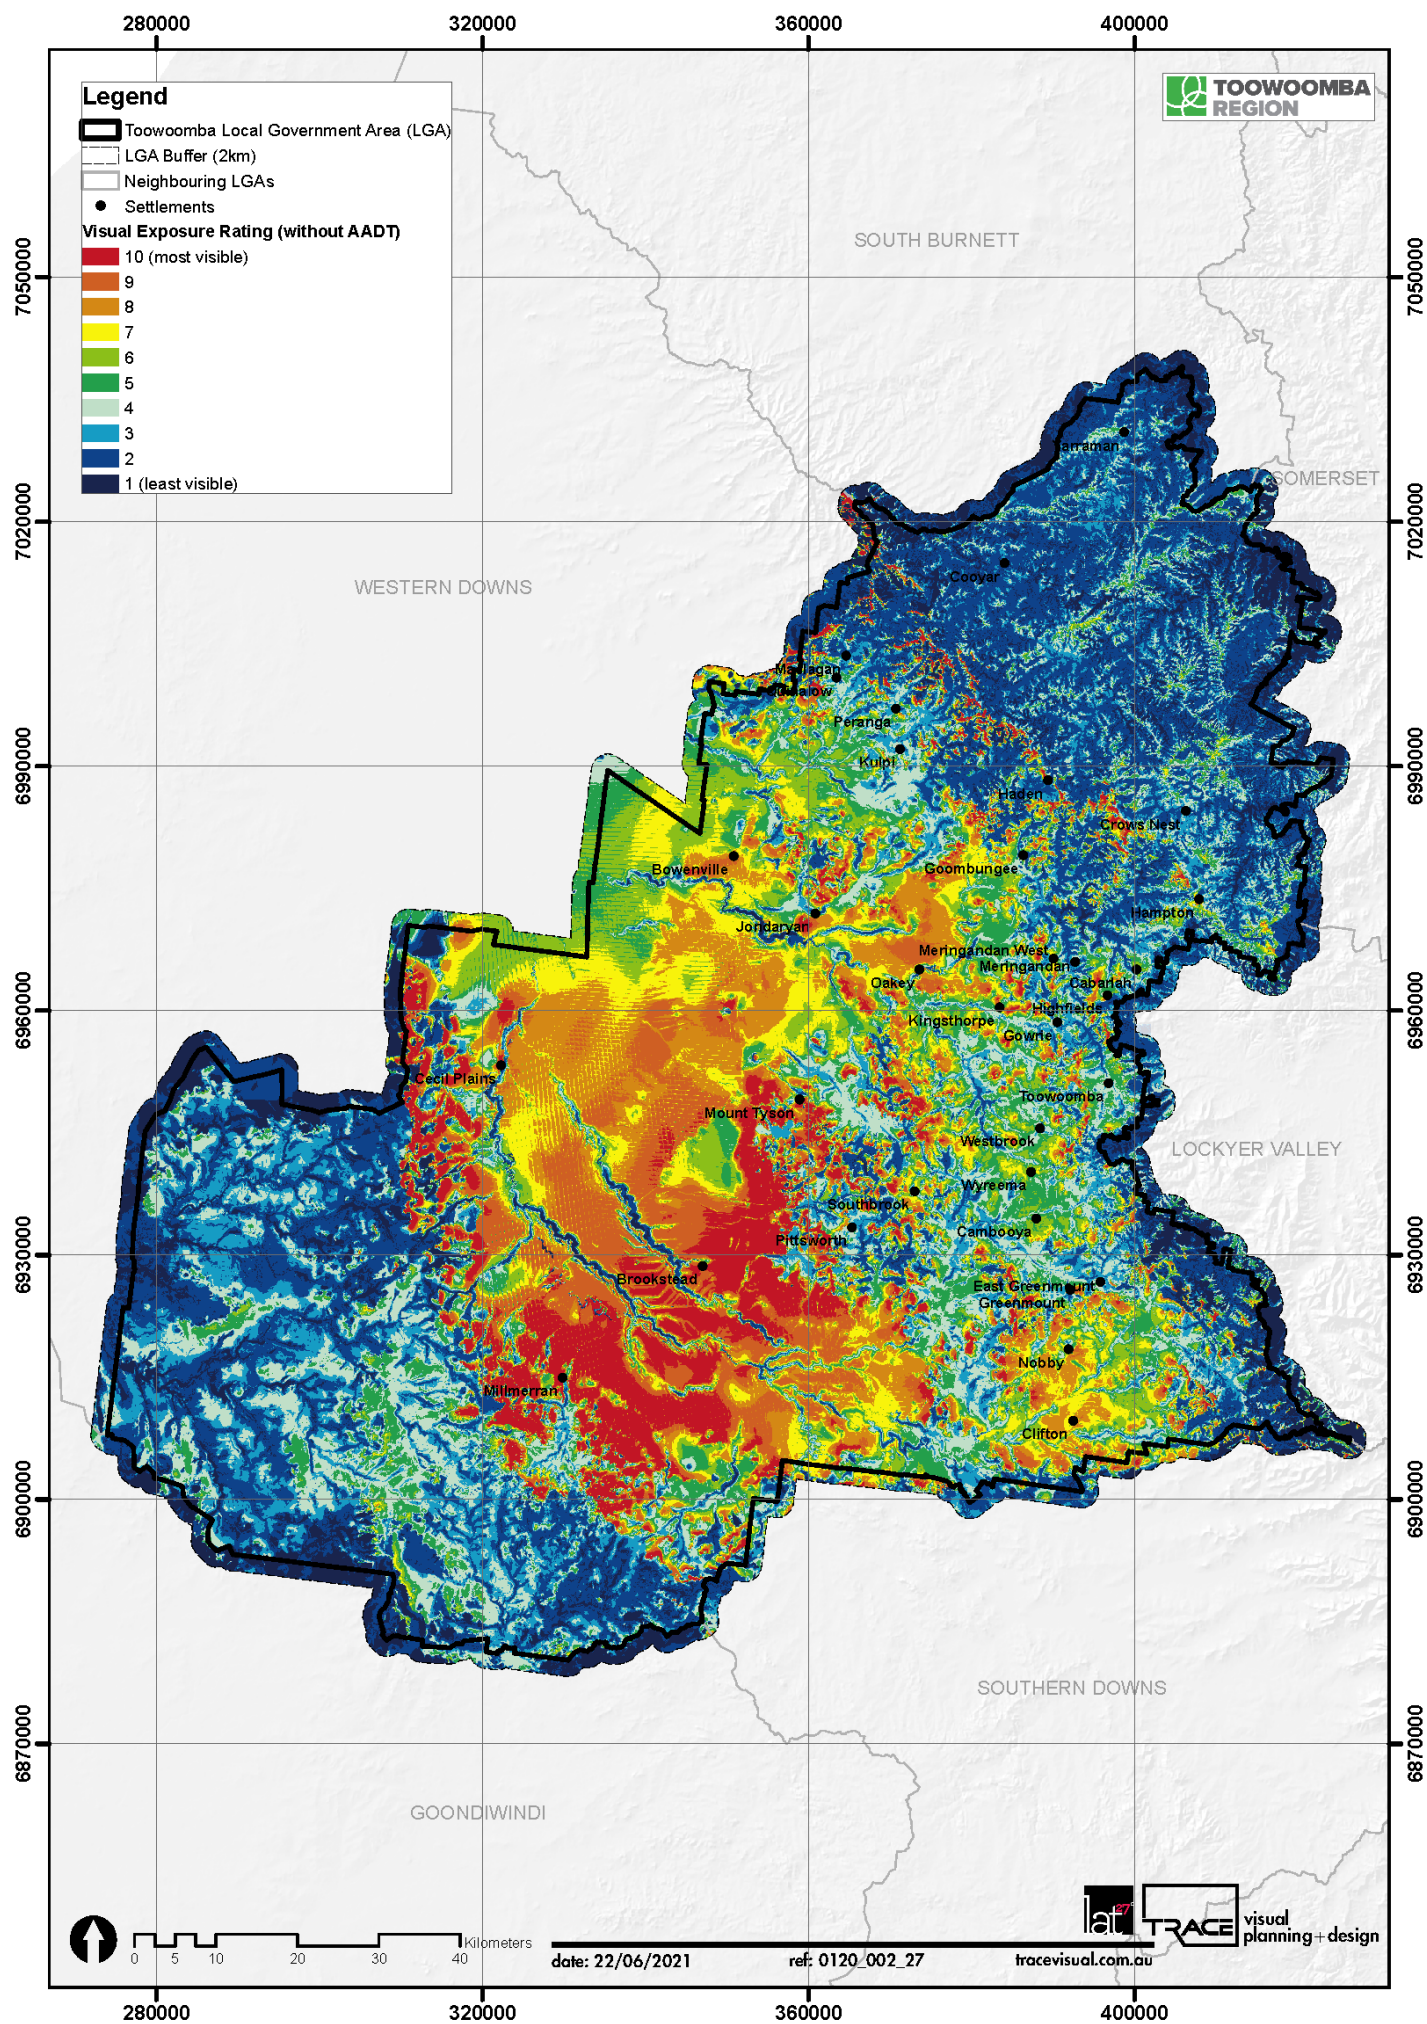 280000 320000 360000 400000
Legend
Toowoomba Local Government Area (LGA)
LGA Buffer (2km)
Neighbouring LGAs
Settlements
Visual Exposure Rating (without AADT)
10 (most visible)
9
8
7
6
5
4
3
2
1 (least visible)
TOOWOOMBA
REGION
SOUTH BURNETT
7050000 7050000
SOMERSET
7020000 7020000
Cooyar
WESTERN DOWNS
Peranga
Kulpi
6990000 6990000
Haden
Crows Nest
Bowenville
Goombungee
Hampton
Jondaryan
Meringandan West
Meringandan
Oakey
Cabarlah
Highfields
Kingsthorpe
Gowrie
6960000 6960000
Cecil Plains
Toowoomba
Mount Tyson
Westbrook
LOCKYER VALLEY
Wyreema
Southbrook
Cambooya
Pittsworth
6930000 6930000
Brookstead
East Greenmount
Greenmount
Nobby
Millmerran
Clifton
6900000 6900000
SOUTHERN DOWNS
6870000 6870000
GOONDIWINDI
0 5 10 20 30 40
Kilometers
date: 22/06/2021
ref: 0120_002_27
tracevisual.com.au
lat27°
TRACE
visual
planning+design
280000 320000 360000 400000